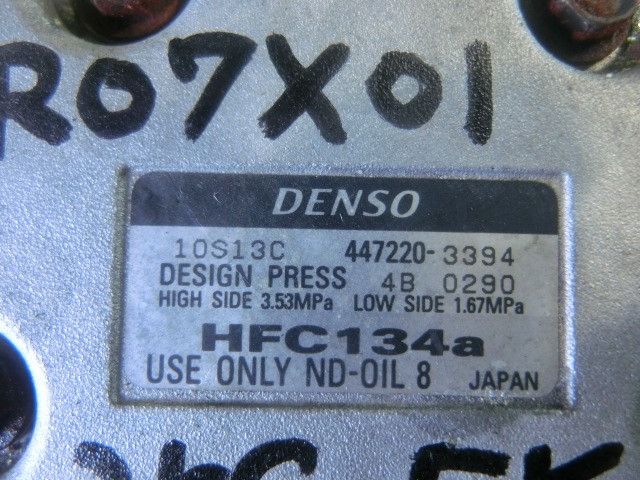 R07X01
DENSO
10S13C 447220-3394
DESIGN PRESS 4B 0290
HIGH SIDE 3.53MPa LOW SIDE 1.67MPa
HFC134a
USE ONLY ND-OIL 8 JAPAN